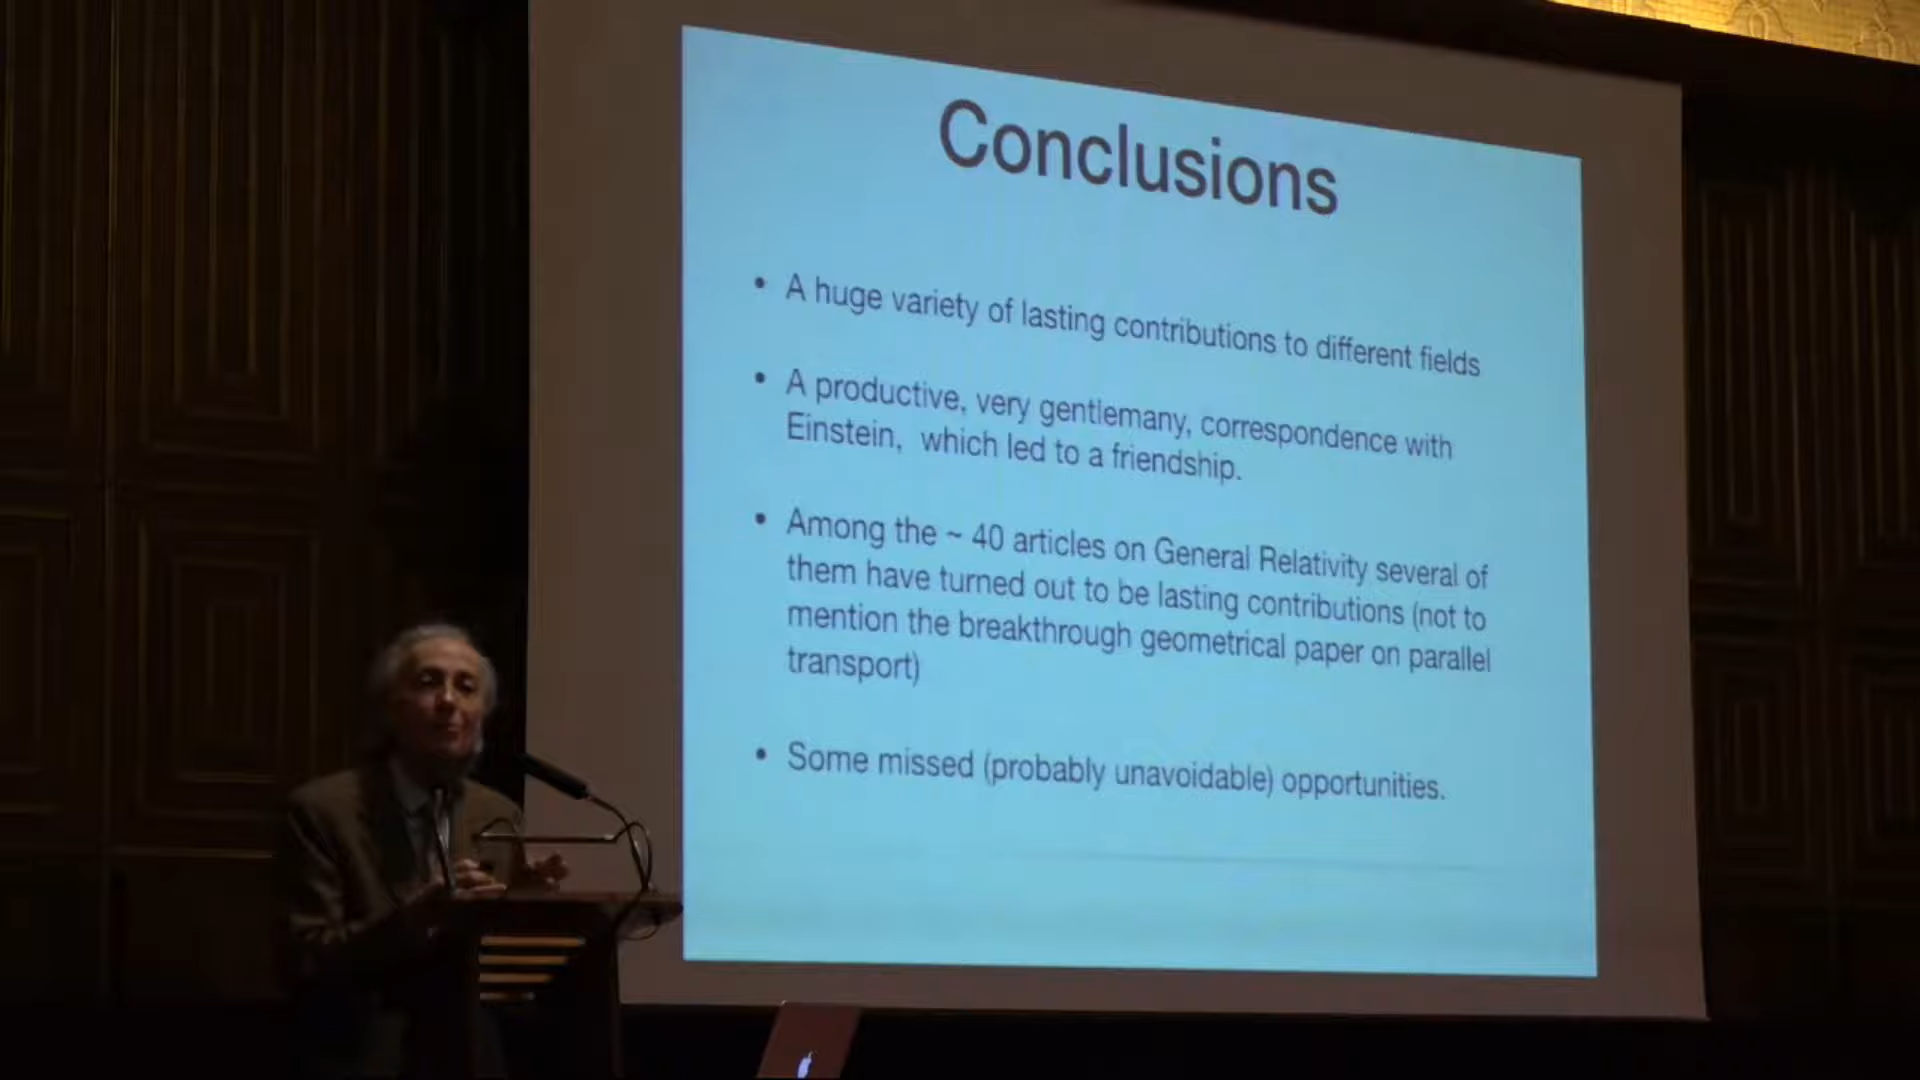 Conclusions
• A huge variety of lasting contributions to different fields
• A productive, very gentlemany, correspondence with
Einstein, which led to a friendship.
• Among the ~ 40 articles on General Relativity several of
them have turned out to be lasting contributions (not to
mention the breakthrough geometrical paper on parallel
transport)
• Some missed (probably unavoidable) opportunities.